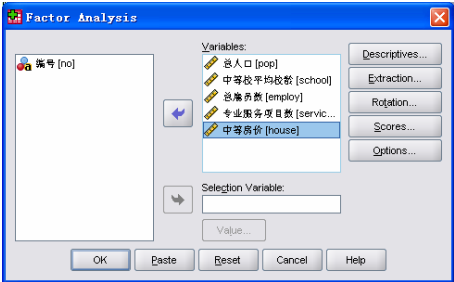 Factor Analysis
编号 [no]
Variables:
总人口 [pop]
中等校平均校龄 [school]
总雇员数 [employ]
专业服务项目数 [servic...
中等房价 [house]
Selection Variable:
Value...
Descriptives...
Extraction...
Rotation...
Scores...
Options...
OK
Paste
Reset
Cancel
Help